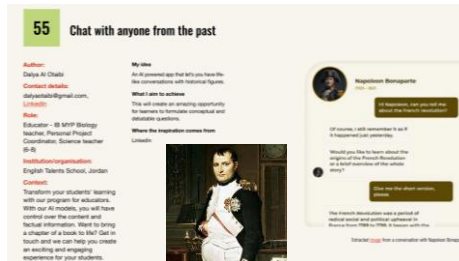 55
Chat with anyone from the past
Author:
Dalya Al Otaibi
Contact details:
dalyaotaibi@gmail.com,
LinkedIn
Role:
Educator - IB MYP Biology
teacher, Personal Project
Coordinator, Science teacher
(6-8)
Institution/organisation:
English Talents School, Jordan
Context:
Transform your students' learning
with our program for educators.
With our AI models, you will have
control over the content and
factual information. Want to bring
a chapter of a book to life? Get in
touch and we can help you create
an exciting and engaging
experience for your students.
My idea
An AI powered app that let's you have life-
like conversations with historical figures.
What I aim to achieve
This will create an amazing opportunity
for learners to formulate conceptual and
debatable questions.
Where the inspiration comes from
LinkedIn
Napoleon Bonaparte
Hi Napoleon, can you tell me
about the French revolution?
Of course, I still remember it as if
it happened just yesterday.
Would you like to learn about the
origins of the French Revolution
or a brief overview of the whole
story?
Give me the short version,
please.
The French Revolution was a period of
radical social and political upheaval in
Extracted image from a conversation with Napoleon